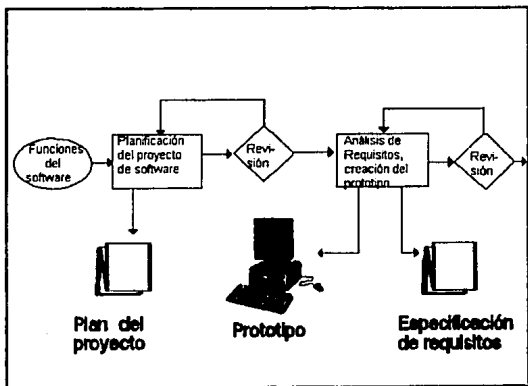 Funciones
del
software
Planificación
del proyecto
de software
Revi-
sión
Análisis de
Requisitos,
creación del
prototipo
Revi-
sión
Plan del
proyecto
Prototipo
Especificación
de requisitos